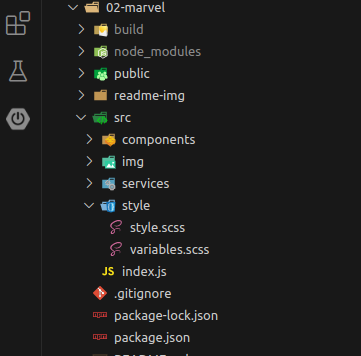 02-marvel
build
node_modules
public
readme-img
src
components
img
services
style
style.scss
variables.scss
JS index.js
.gitignore
package-lock.json
package.json